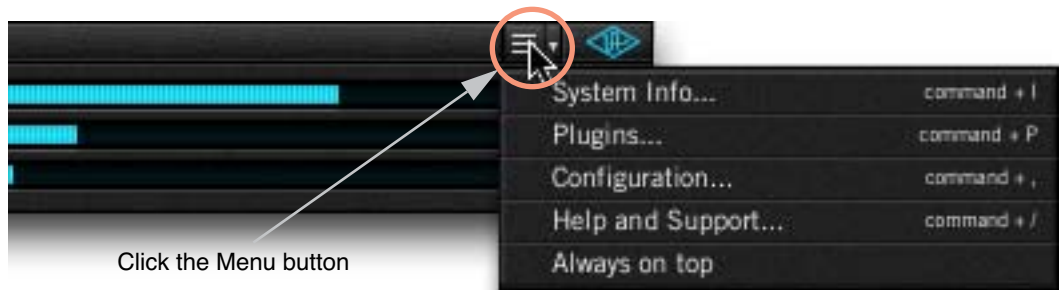 System Info... command + I
Plugins... command + P
Configuration... command + ,
Help and Support... command + /
Always on top
Click the Menu button